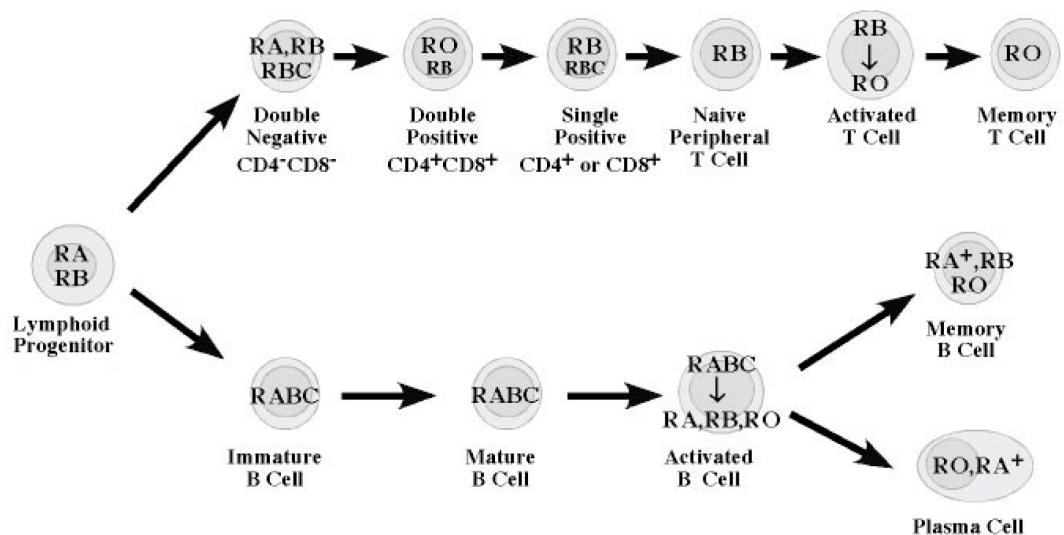 RA,RB
RBC
Double
Negative
CD4⁻CD8⁻
RO
RB
Double
Positive
CD4⁺CD8⁺
RB
RBC
Single
Positive
CD4⁺ or CD8⁺
RB
Naive
Peripheral
T Cell
RB
↓
RO
Activated
T Cell
RO
Memory
T Cell
RA
RB
Lymphoid
Progenitor
RABC
Immature
B Cell
RABC
Mature
B Cell
RABC
↓
RA,RB,RO
Activated
B Cell
RA⁺,RB
RO
Memory
B Cell
RO,RA⁺
Plasma Cell